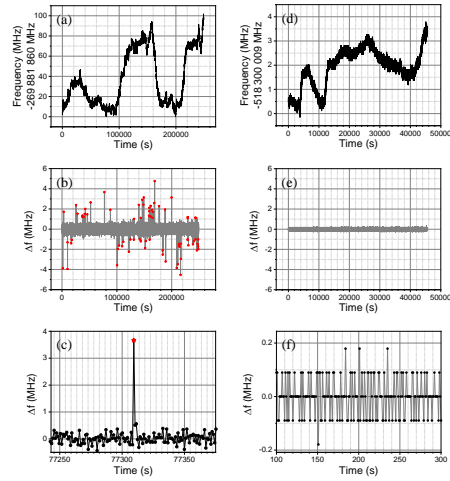 (a)
Frequency (MHz)
-269 881 860 MHz
100
80
60
40
20
0
0 100000 200000
Time (s)
(d)
Frequency (MHz)
-518 300 009 MHz
4
3
2
1
0
0 10000 20000 30000 40000 50000
Time (s)
(b)
Δf (MHz)
6
4
2
0
-2
-4
-6
0 100000 200000
Time (s)
(e)
Δf (MHz)
6
4
2
0
-2
-4
-6
0 10000 20000 30000 40000 50000
Time (s)
(c)
Δf (MHz)
4
3
2
1
0
77250 77300 77350
Time (s)
(f)
Δf (MHz)
0.2
0.0
-0.2
100 150 200 250 300
Time (s)